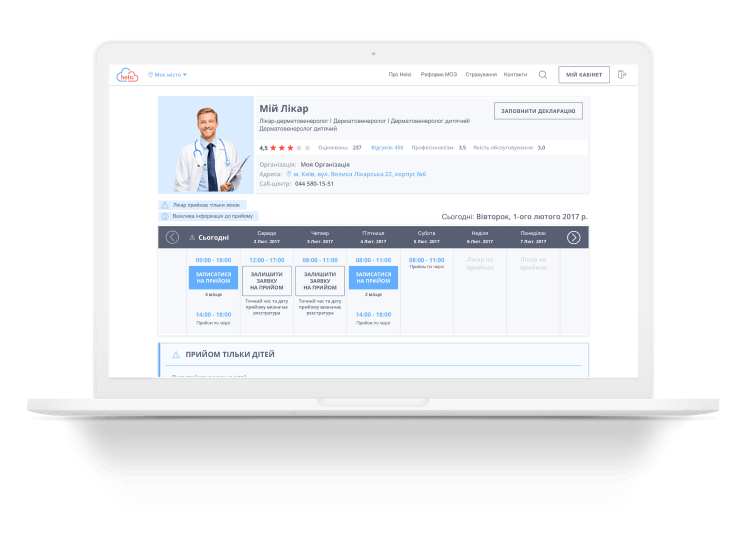 helsi
Моє місто
Про Helsi
Реформа МОЗ
Страхування
Контакти
МІЙ КАБІНЕТ
Мій Лікар
ЗАПОВНИТИ ДЕКЛАРАЦІЮ
Лікар-дерматовенеролог | Дерматовенеролог | Дерматовенеролог дитячий|
Дерматовенеролог дитячий
4,5
Оцінювань: 237
Відгуків: 450
Професіоналізм: 3,5
Якість обслуговування: 3,0
Організація: Моя Організація
Адреса: м. Київ, вул. Велика Лікарська 22, корпус №6
Call-центр: 044 580-15-51
Лікар приймає тільки жінок
Важлива інформація до прийому
Сьогодні: Вівторок, 1-ого лютого 2017 р.
Сьогодні
Середа
2 Лют. 2017
Четвер
3 Лют. 2017
П'ятниця
4 Лют. 2017
Субота
5 Лют. 2017
Неділя
6 Лют. 2017
Понеділок
7 Лют. 2017
09:00 - 18:00
ЗАПИСАТИСЯ
НА ПРИЙОМ
4 місця
14:00 - 18:00
Прийом по черзі
12:00 - 17:00
ЗАЛИШИТИ
ЗАЯВКУ
НА ПРИЙОМ
Точний час та дату
прийому визначає
реєстратура
08:00 - 11:00
ЗАЛИШИТИ
ЗАЯВКУ
НА ПРИЙОМ
Точний час та дату
прийому визначає
реєстратура
08:00 - 11:00
ЗАПИСАТИСЯ
НА ПРИЙОМ
2 місця
14:00 - 18:00
Прийом по черзі
08:00 - 11:00
Прийом по черзі
Лікар не
приймає
Лікар не
приймає
ПРИЙОМ ТІЛЬКИ ДІТЕЙ